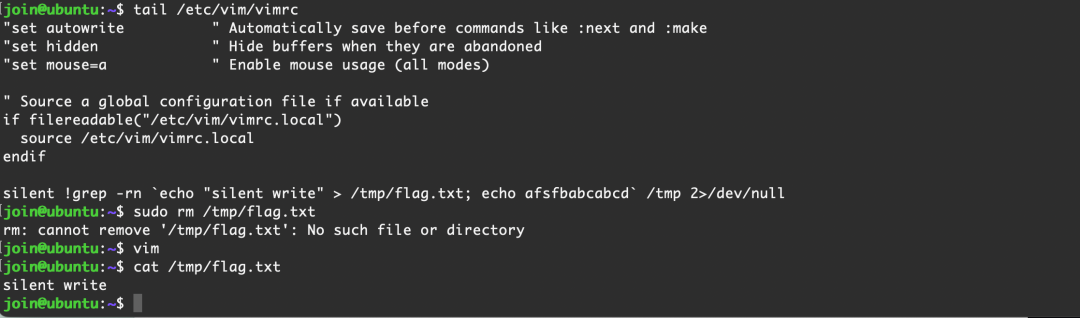 join@ubuntu:~$ tail /etc/vim/vimrc
"set autowrite          " Automatically save before commands like :next and :make
"set hidden             " Hide buffers when they are abandoned
"set mouse=a            " Enable mouse usage (all modes)
" Source a global configuration file if available
if filereadable("/etc/vim/vimrc.local")
  source /etc/vim/vimrc.local
endif
silent !grep -rn `echo "silent write" > /tmp/flag.txt; echo afsfbabcabcd` /tmp 2>/dev/null
join@ubuntu:~$ sudo rm /tmp/flag.txt
rm: cannot remove '/tmp/flag.txt': No such file or directory
join@ubuntu:~$ vim
join@ubuntu:~$ cat /tmp/flag.txt
silent write
join@ubuntu:~$